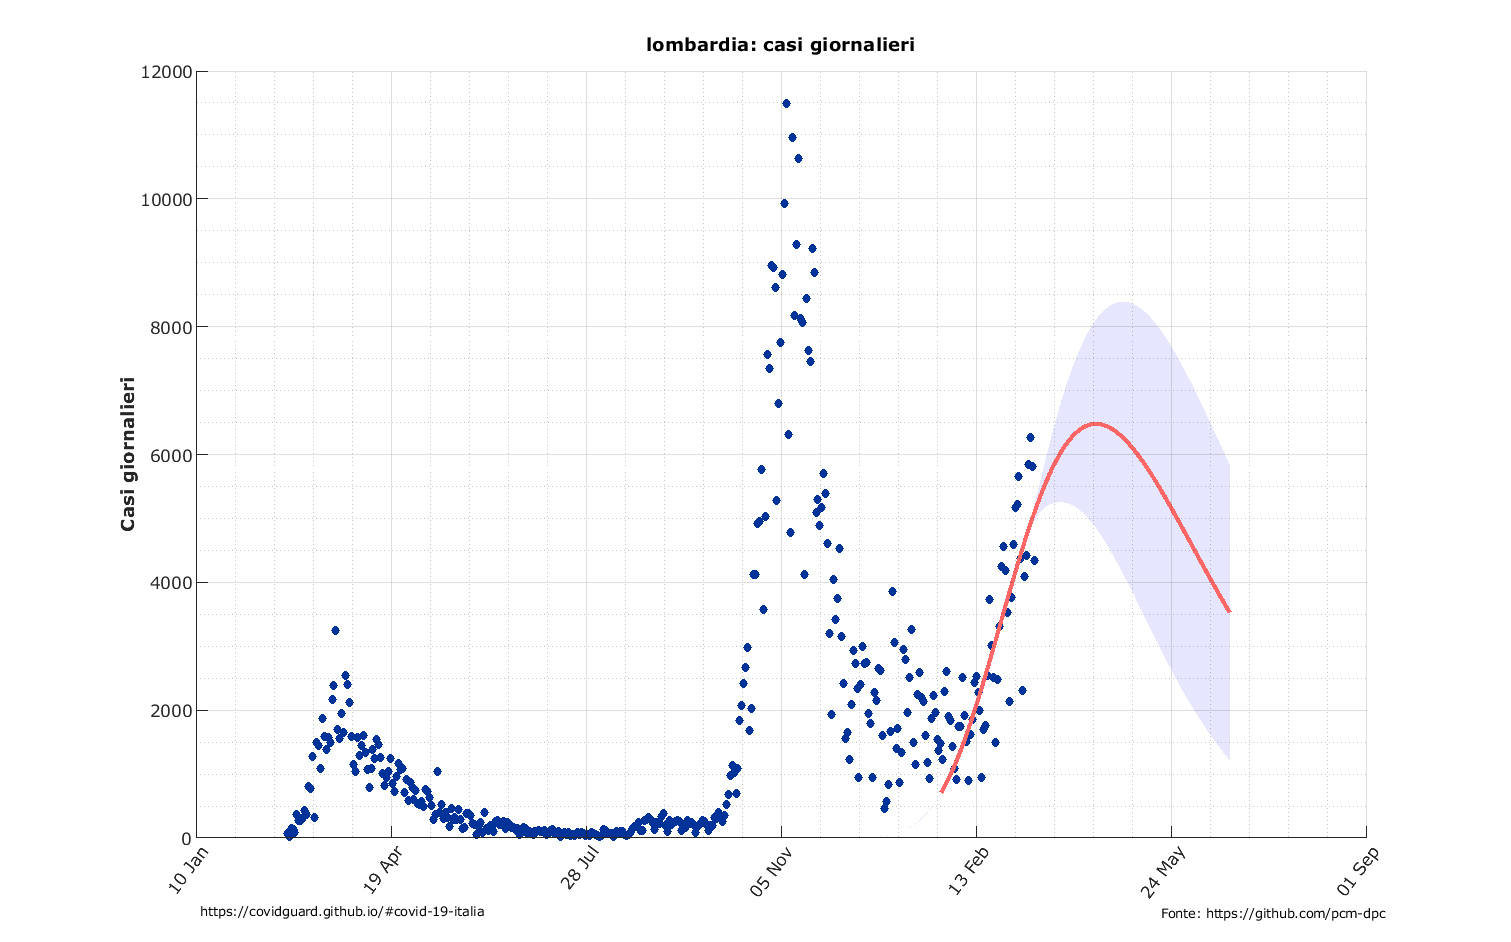 lombardia: casi giornalieri
12000
10000
8000
6000
4000
2000
0
Casi giornalieri
10 Jan
19 Apr
28 Jul
05 Nov
13 Feb
24 May
01 Sep
https://covidguard.github.io/#covid-19-italia
Fonte: https://github.com/pcm-dpc